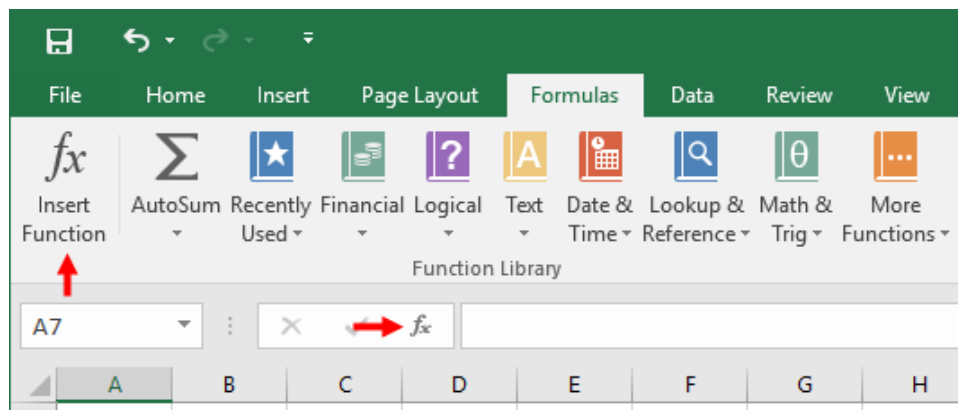 File Home Insert Page Layout Formulas Data Review View
fx Σ ? A θ
Insert Function AutoSum Recently Used Financial Logical Text Date & Time Lookup & Reference Math & Trig More Functions
Function Library
A7 fx
A B C D E F G H